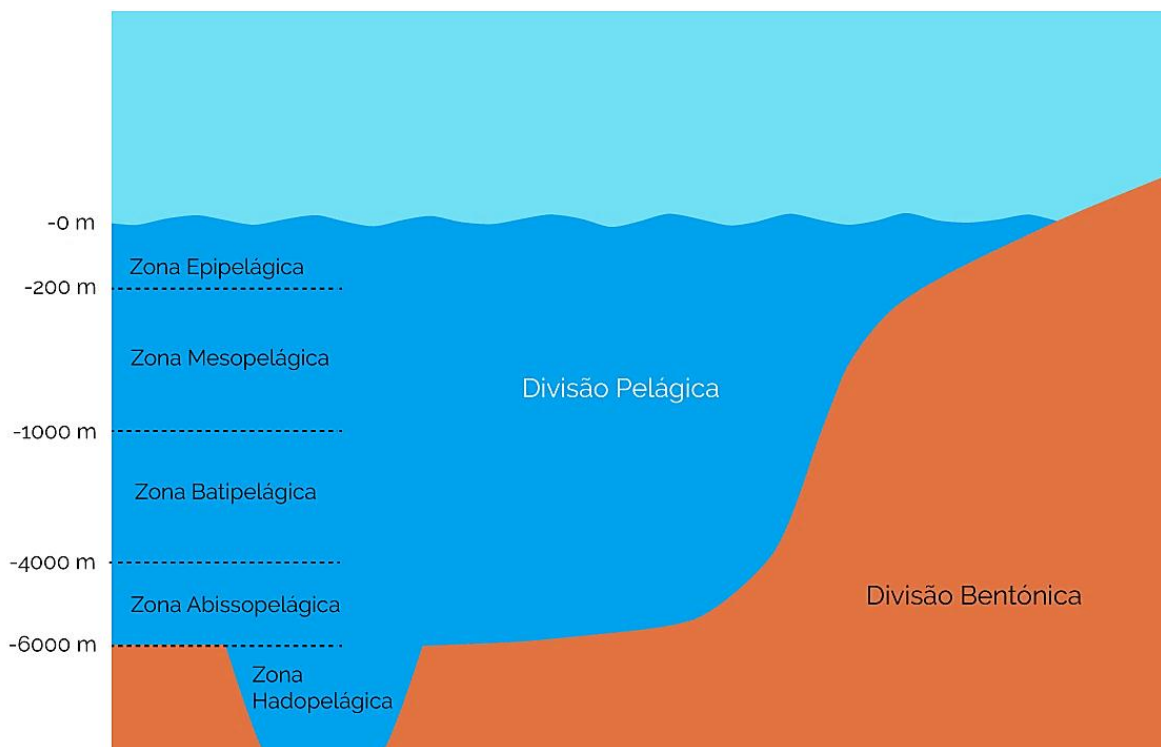 -0 m
Zona Epipelágica
-200 m
Zona Mesopelágica
Divisão Pelágica
-1000 m
Zona Batipelágica
-4000 m
Zona Abissopelágica
Divisão Bentónica
-6000 m
Zona
Hadopelágica